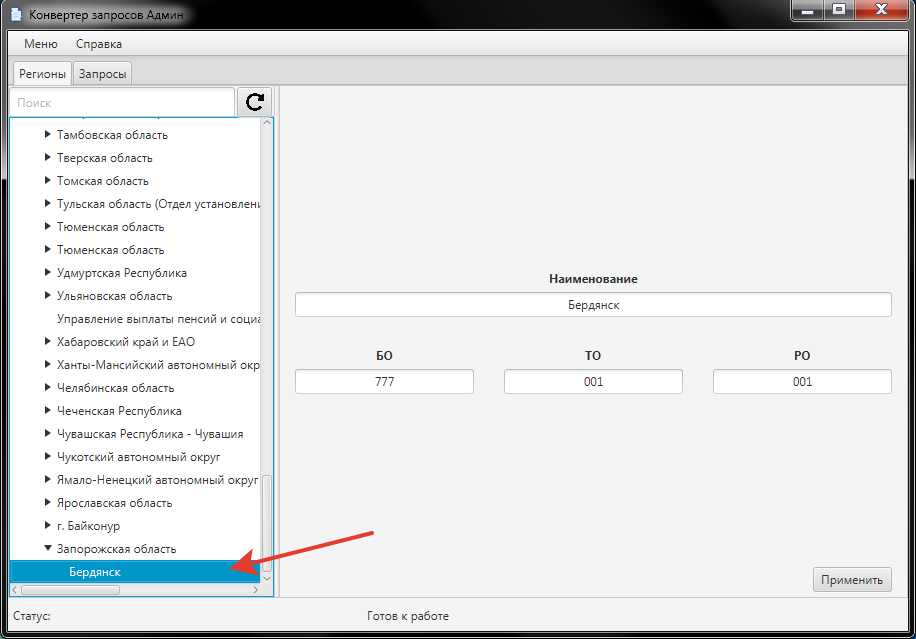 Конвертер запросов Админ
Меню Справка
Регионы Запросы
Поиск
Тамбовская область
Тверская область
Томская область
Тульская область (Отдел установлени
Тюменская область
Тюменская область
Удмуртская Республика
Ульяновская область
Управление выплаты пенсий и социа
Хабаровский край и ЕАО
Ханты-Мансийский автономный окр
Челябинская область
Чеченская Республика
Чувашская Республика - Чувашия
Чукотский автономный округ
Ямало-Ненецкий автономный округ
Ярославская область
г. Байконур
Запорожская область
Бердянск
Наименование
Бердянск
БО ТО РО
777 001 001
Применить
Статус: Готов к работе